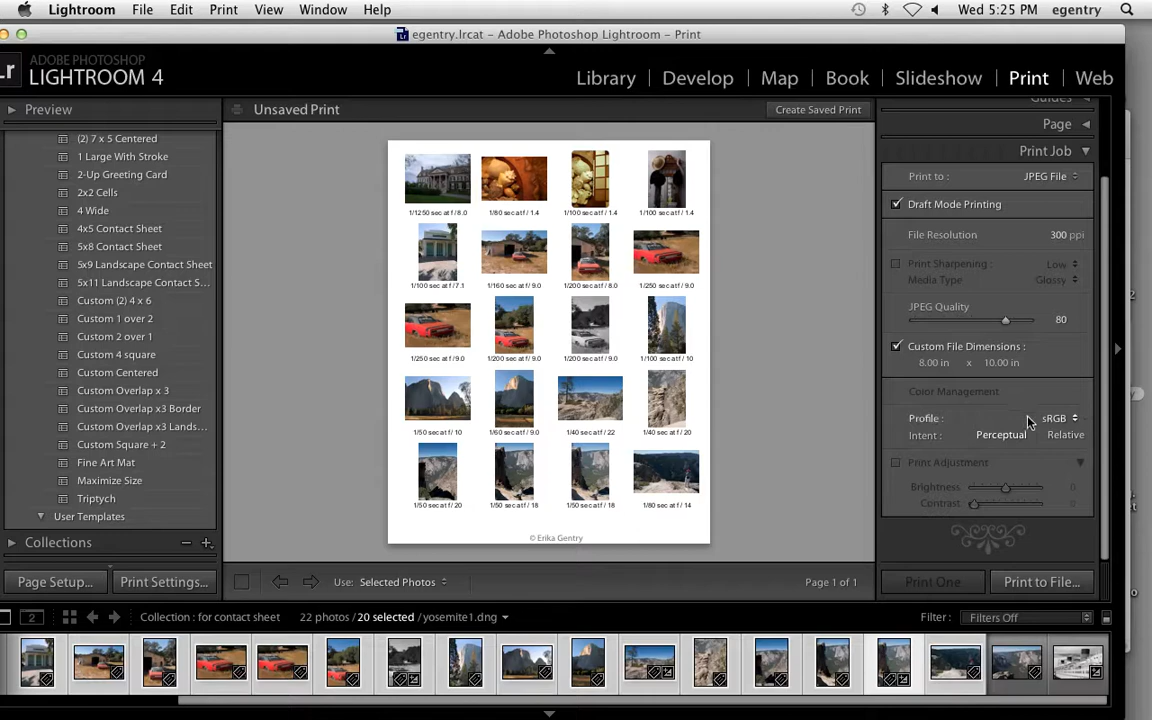 Lightroom File Edit Print View Window Help Wed 5:25 PM egentry
Lr egentry.lrcat – Adobe Photoshop Lightroom – Print
Lr ADOBE PHOTOSHOP
LIGHTROOM 4
Library | Develop | Map | Book | Slideshow | Print | Web
Preview
(2) 7 x 5 Centered
1 Large With Stroke
2-Up Greeting Card
2x2 Cells
4 Wide
4x5 Contact Sheet
5x8 Contact Sheet
5x9 Landscape Contact Sheet
5x11 Landscape Contact S...
Custom (2) 4 x 6
Custom 1 over 2
Custom 2 over 1
Custom 4 square
Custom Centered
Custom Overlap x 3
Custom Overlap x3 Border
Custom Overlap x3 Lands...
Custom Square + 2
Fine Art Mat
Maximize Size
Triptych
User Templates
Collections
Page Setup... Print Settings...
Unsaved Print Create Saved Print
1/1250 sec at f / 8.0 1/80 sec at f / 1.4 1/100 sec at f / 1.4 1/100 sec at f / 1.4
1/100 sec at f / 7.1 1/160 sec at f / 9.0 1/200 sec at f / 8.0 1/250 sec at f / 9.0
1/250 sec at f / 9.0 1/200 sec at f / 9.0 1/200 sec at f / 9.0 1/100 sec at f / 10
1/50 sec at f / 10 1/60 sec at f / 9.0 1/40 sec at f / 22 1/40 sec at f / 20
1/50 sec at f / 20 1/50 sec at f / 18 1/50 sec at f / 18 1/80 sec at f / 14
© Erika Gentry
Use: Selected Photos Page 1 of 1
Guides
Page
Print Job
Print to : JPEG File
Draft Mode Printing
File Resolution 300 ppi
Print Sharpening : Low
Media Type Glossy
JPEG Quality
80
Custom File Dimensions :
8.00 in x 10.00 in
Color Management
Profile : sRGB
Intent : Perceptual Relative
Print Adjustment
Brightness 0
Contrast 0
Print One Print to File...
2 Collection : for contact sheet 22 photos / 20 selected / yosemite1.dng Filter : Filters Off